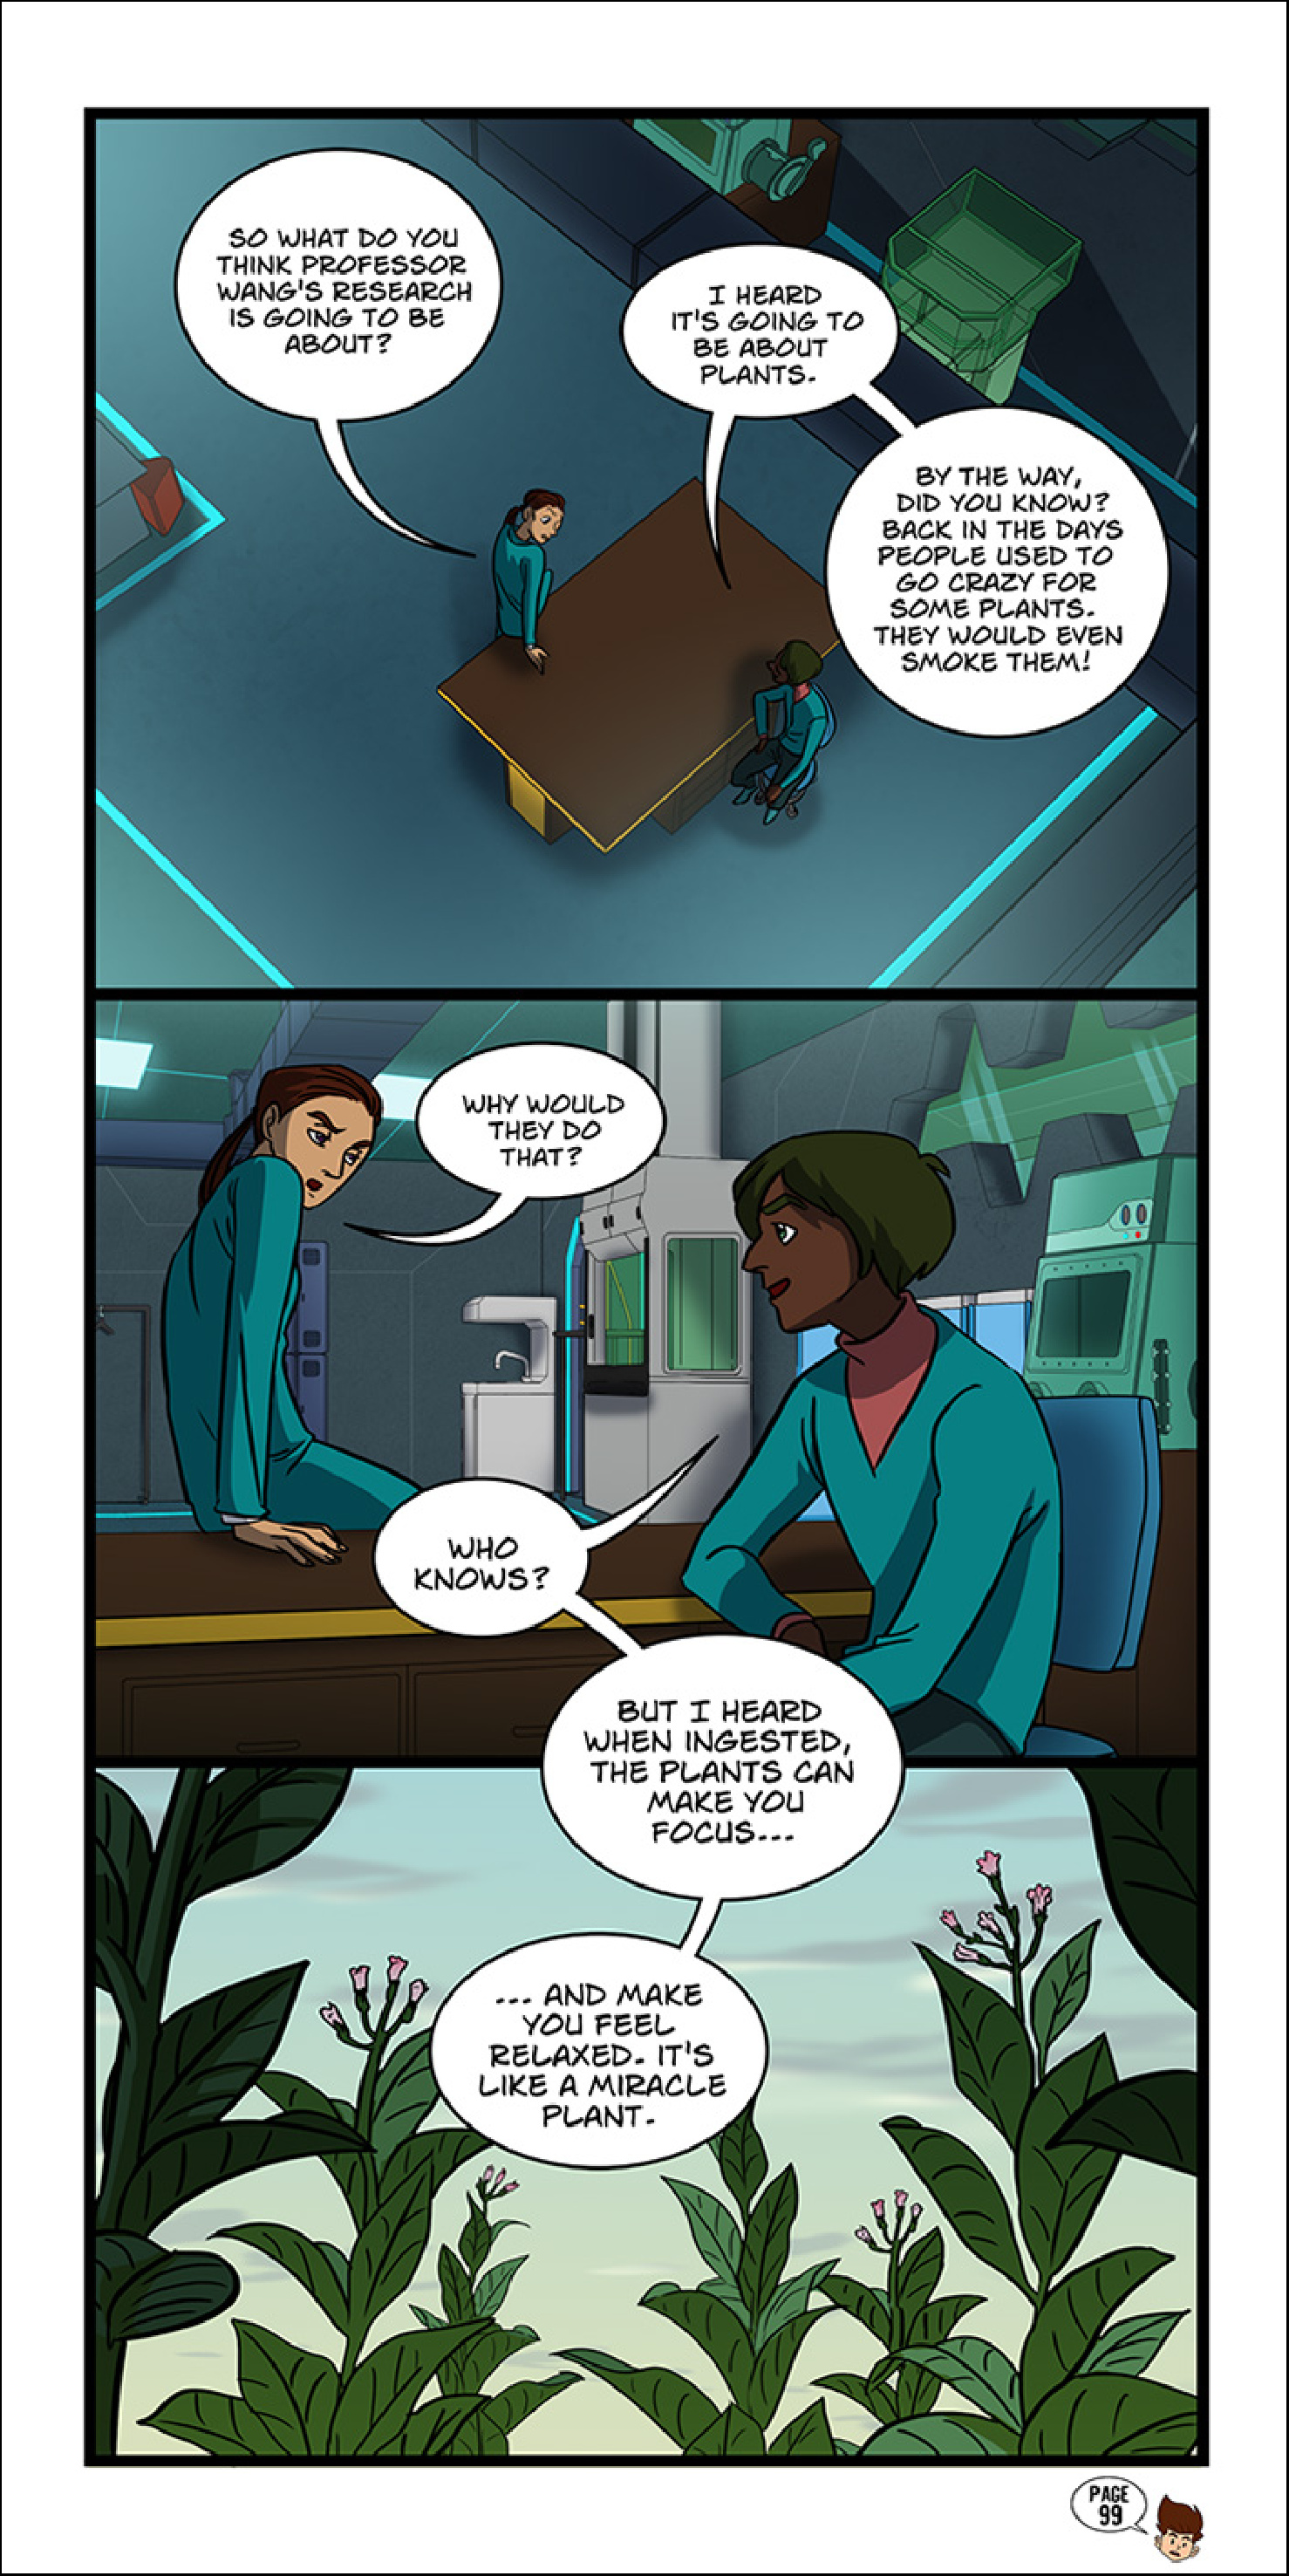 SO WHAT DO YOU
THINK PROFESSOR
WANG'S RESEARCH
IS GOING TO BE
ABOUT?
I HEARD
IT'S GOING TO
BE ABOUT
PLANTS.
BY THE WAY,
DID YOU KNOW?
BACK IN THE DAYS
PEOPLE USED TO
GO CRAZY FOR
SOME PLANTS.
THEY WOULD EVEN
SMOKE THEM!
WHY WOULD
THEY DO
THAT?
WHO
KNOWS?
BUT I HEARD
WHEN INGESTED,
THE PLANTS CAN
MAKE YOU
FOCUS...
... AND MAKE
YOU FEEL
RELAXED. IT'S
LIKE A MIRACLE
PLANT.
PAGE
99